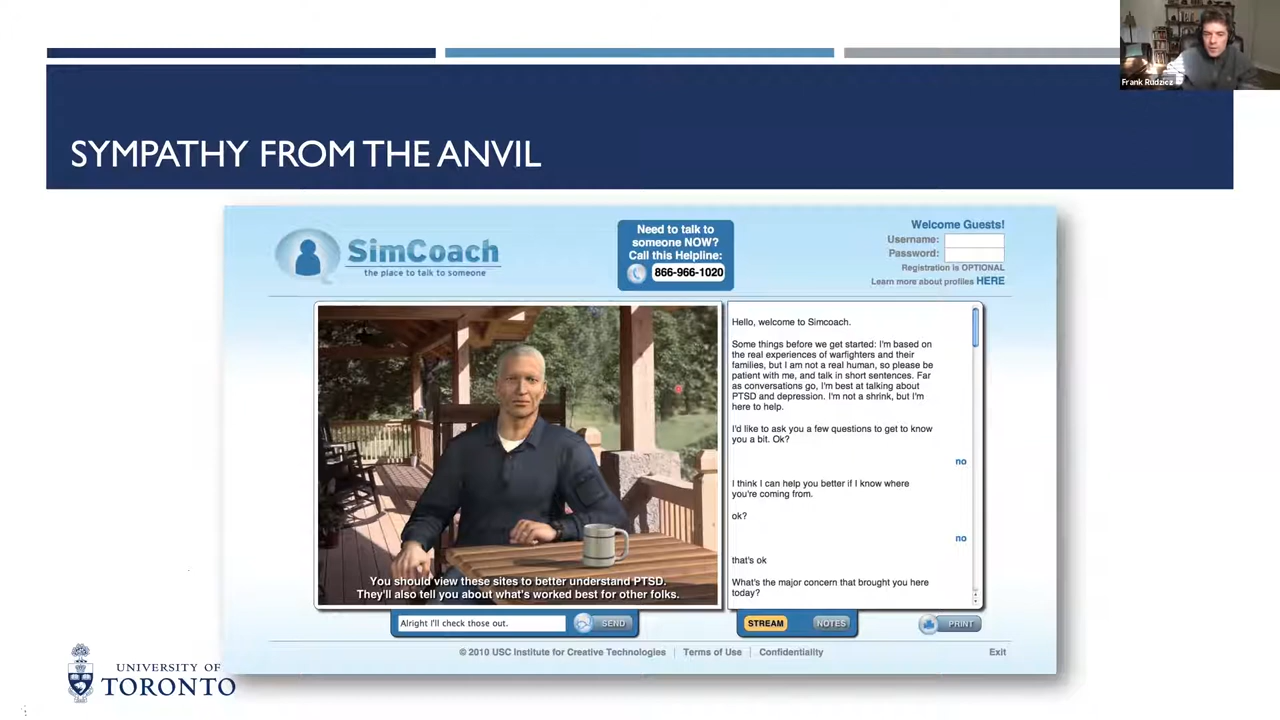 Frank Rudzicz
SYMPATHY FROM THE ANVIL
SimCoach
the place to talk to someone
Need to talk to
someone NOW?
Call this Helpline:
866-966-1020
Welcome Guests!
Username:
Password:
Registration is OPTIONAL
Learn more about profiles HERE
You should view these sites to better understand PTSD.
They'll also tell you about what's worked best for other folks.
Hello, welcome to Simcoach.
Some things before we get started: I'm based on
the real experiences of warfighters and their
families, but I am not a real human, so please be
patient with me, and talk in short sentences. Far
as conversations go, I'm best at talking about
PTSD and depression. I'm not a shrink, but I'm
here to help.
I'd like to ask you a few questions to get to know
you a bit. Ok?
no
I think I can help you better if I know where
you're coming from.
ok?
no
that's ok
What's the major concern that brought you here
today?
Alright I'll check those out.
SEND
STREAM
NOTES
PRINT
© 2010 USC Institute for Creative Technologies
Terms of Use
Confidentiality
Exit
UNIVERSITY OF
TORONTO